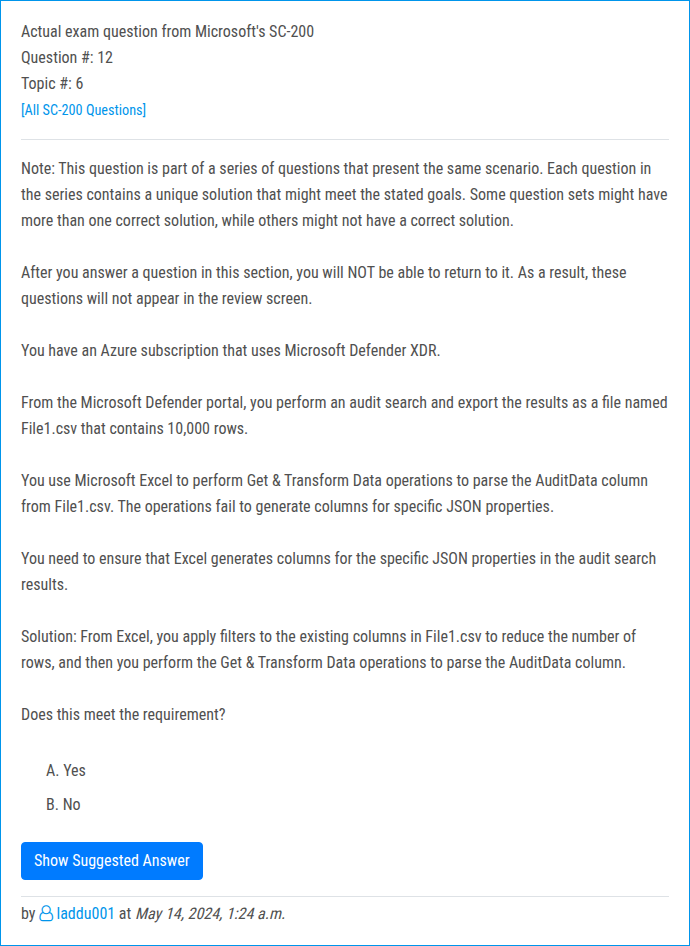 Actual exam question from Microsoft's SC-200
Question #: 12
Topic #: 6
[All SC-200 Questions]
Note: This question is part of a series of questions that present the same scenario. Each question in
the series contains a unique solution that might meet the stated goals. Some question sets might have
more than one correct solution, while others might not have a correct solution.
After you answer a question in this section, you will NOT be able to return to it. As a result, these
questions will not appear in the review screen.
You have an Azure subscription that uses Microsoft Defender XDR.
From the Microsoft Defender portal, you perform an audit search and export the results as a file named
File1.csv that contains 10,000 rows.
You use Microsoft Excel to perform Get & Transform Data operations to parse the AuditData column
from File1.csv. The operations fail to generate columns for specific JSON properties.
You need to ensure that Excel generates columns for the specific JSON properties in the audit search
results.
Solution: From Excel, you apply filters to the existing columns in File1.csv to reduce the number of
rows, and then you perform the Get & Transform Data operations to parse the AuditData column.
Does this meet the requirement?
A. Yes
B. No
Show Suggested Answer
by laddu001 at May 14, 2024, 1:24 a.m.